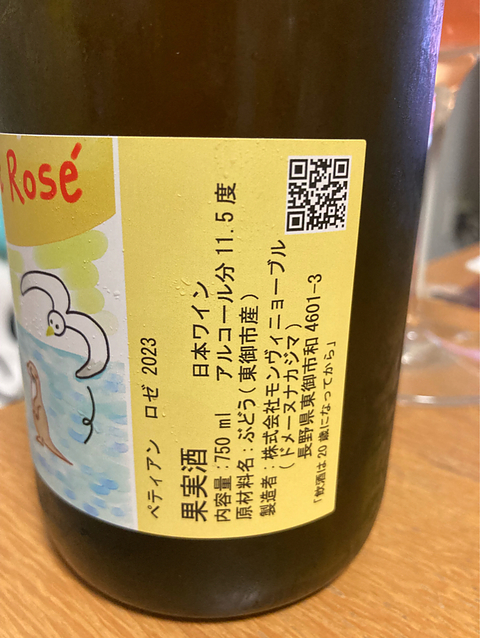 Rosé
ペティアン ロゼ 2023
果実酒 日本ワイン
内容量：750 ml アルコール分 11.5 度
原材料名：ぶどう（東御市産）
製造者：株式会社モンヴィニョーブル
（ドメーヌナカジマ）
長野県東御市和 4601-3
「飲酒は20歳になってから」